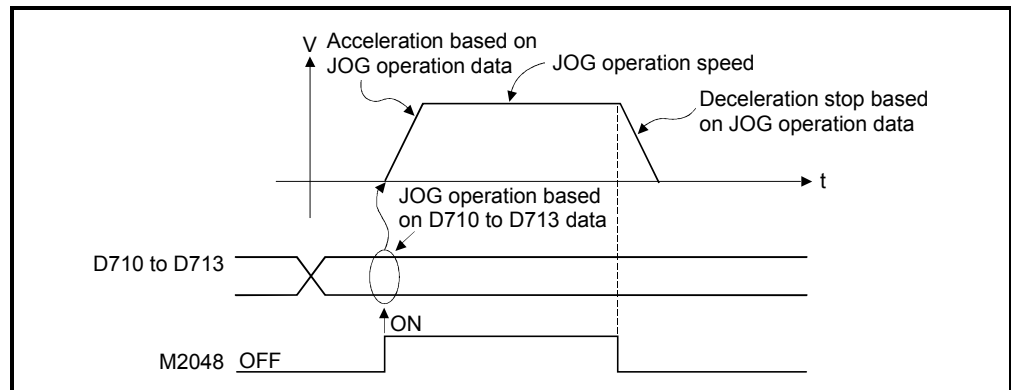 V
Acceleration based on
JOG operation data
JOG operation speed
Deceleration stop based
on JOG operation data
t
JOG operation based
on D710 to D713 data
D710 to D713
ON
M2048 OFF